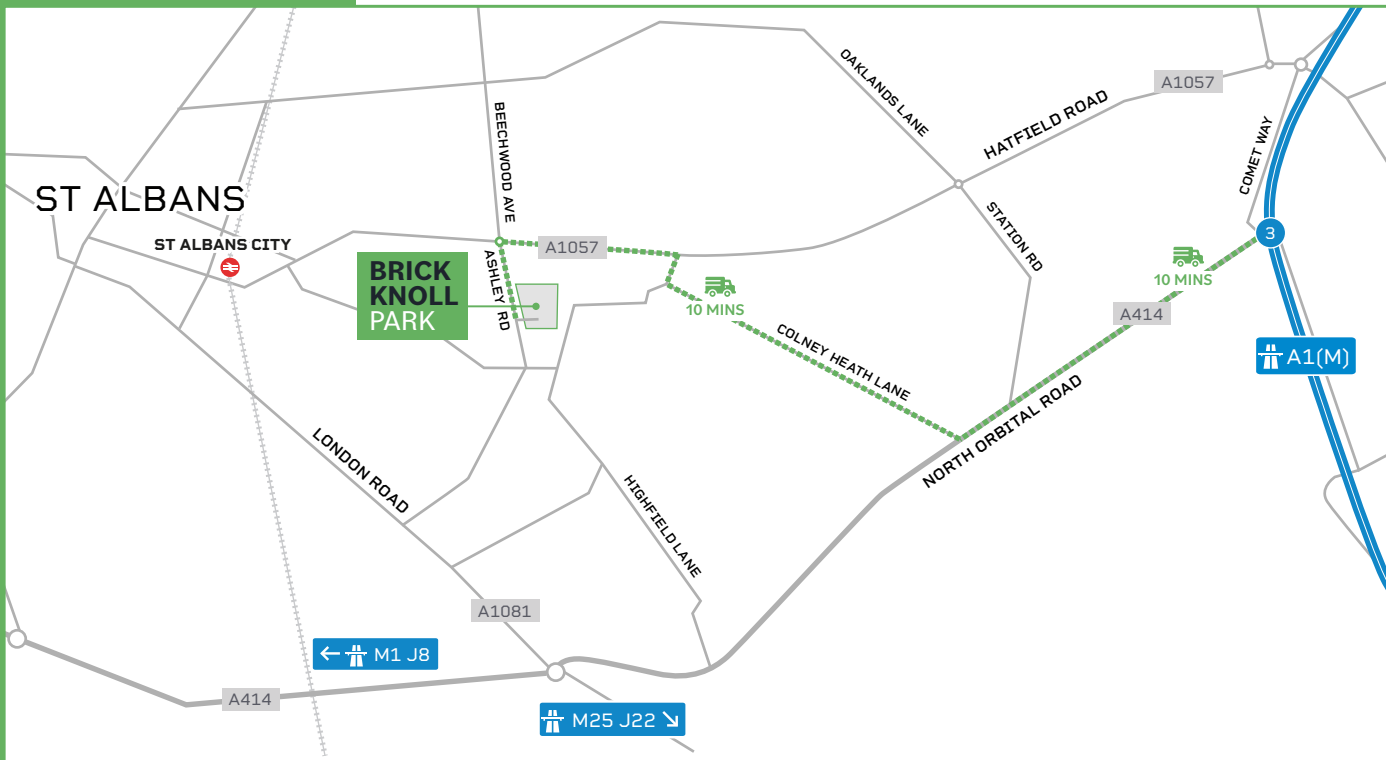 OAKLANDS LANE
A1057
BEECHWOOD AVE
HATFIELD ROAD
COMET WAY
ST ALBANS
ST ALBANS CITY
STATION RD
3
A1057
ASHLEY RD
BRICK
KNOLL
PARK
10 MINS
10 MINS
A414
COLNEY HEATH LANE
A1(M)
NORTH ORBITAL ROAD
LONDON ROAD
HIGHFIELD LANE
A1081
M1 J8
A414
M25 J22